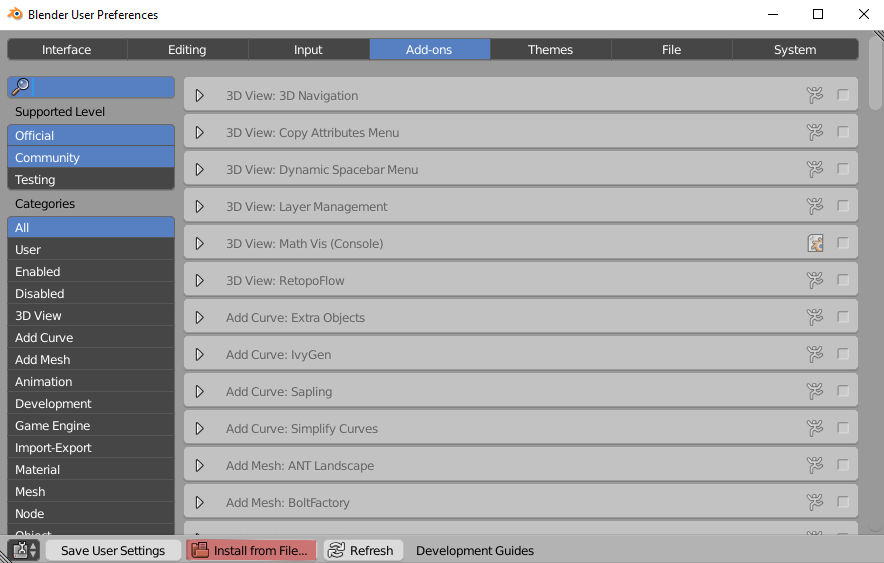 Blender User Preferences
Interface Editing Input Add-ons Themes File System
Supported Level
Official
Community
Testing
Categories
All
User
Enabled
Disabled
3D View
Add Curve
Add Mesh
Animation
Development
Game Engine
Import-Export
Material
Mesh
Node
Object
3D View: 3D Navigation
3D View: Copy Attributes Menu
3D View: Dynamic Spacebar Menu
3D View: Layer Management
3D View: Math Vis (Console)
3D View: RetopoFlow
Add Curve: Extra Objects
Add Curve: IvyGen
Add Curve: Sapling
Add Curve: Simplify Curves
Add Mesh: ANT Landscape
Add Mesh: BoltFactory
Save User Settings Install from File... Refresh Development Guides